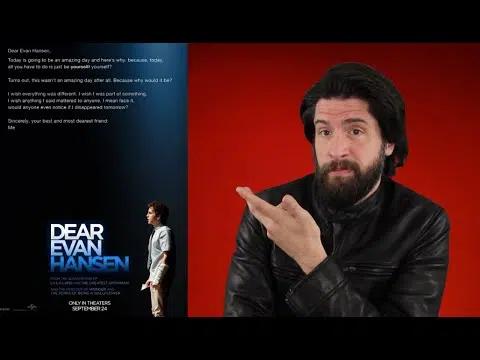 Dear Evan Hansen,
Today is going to be an amazing day and here's why. because, today,
all you have to do is just be yourself! yourself?
Turns out, this wasn't an amazing day after all. Because why would it be?
I wish everything was different. I wish I was part of something.
I wish anything I said mattered to anyone. I mean face it,
would anyone even notice if I disappeared tomorrow?
Sincerely, your best and most dearest friend:
Me
DEAR
EVAN
HANSEN
ONLY IN THEATERS
SEPTEMBER 24